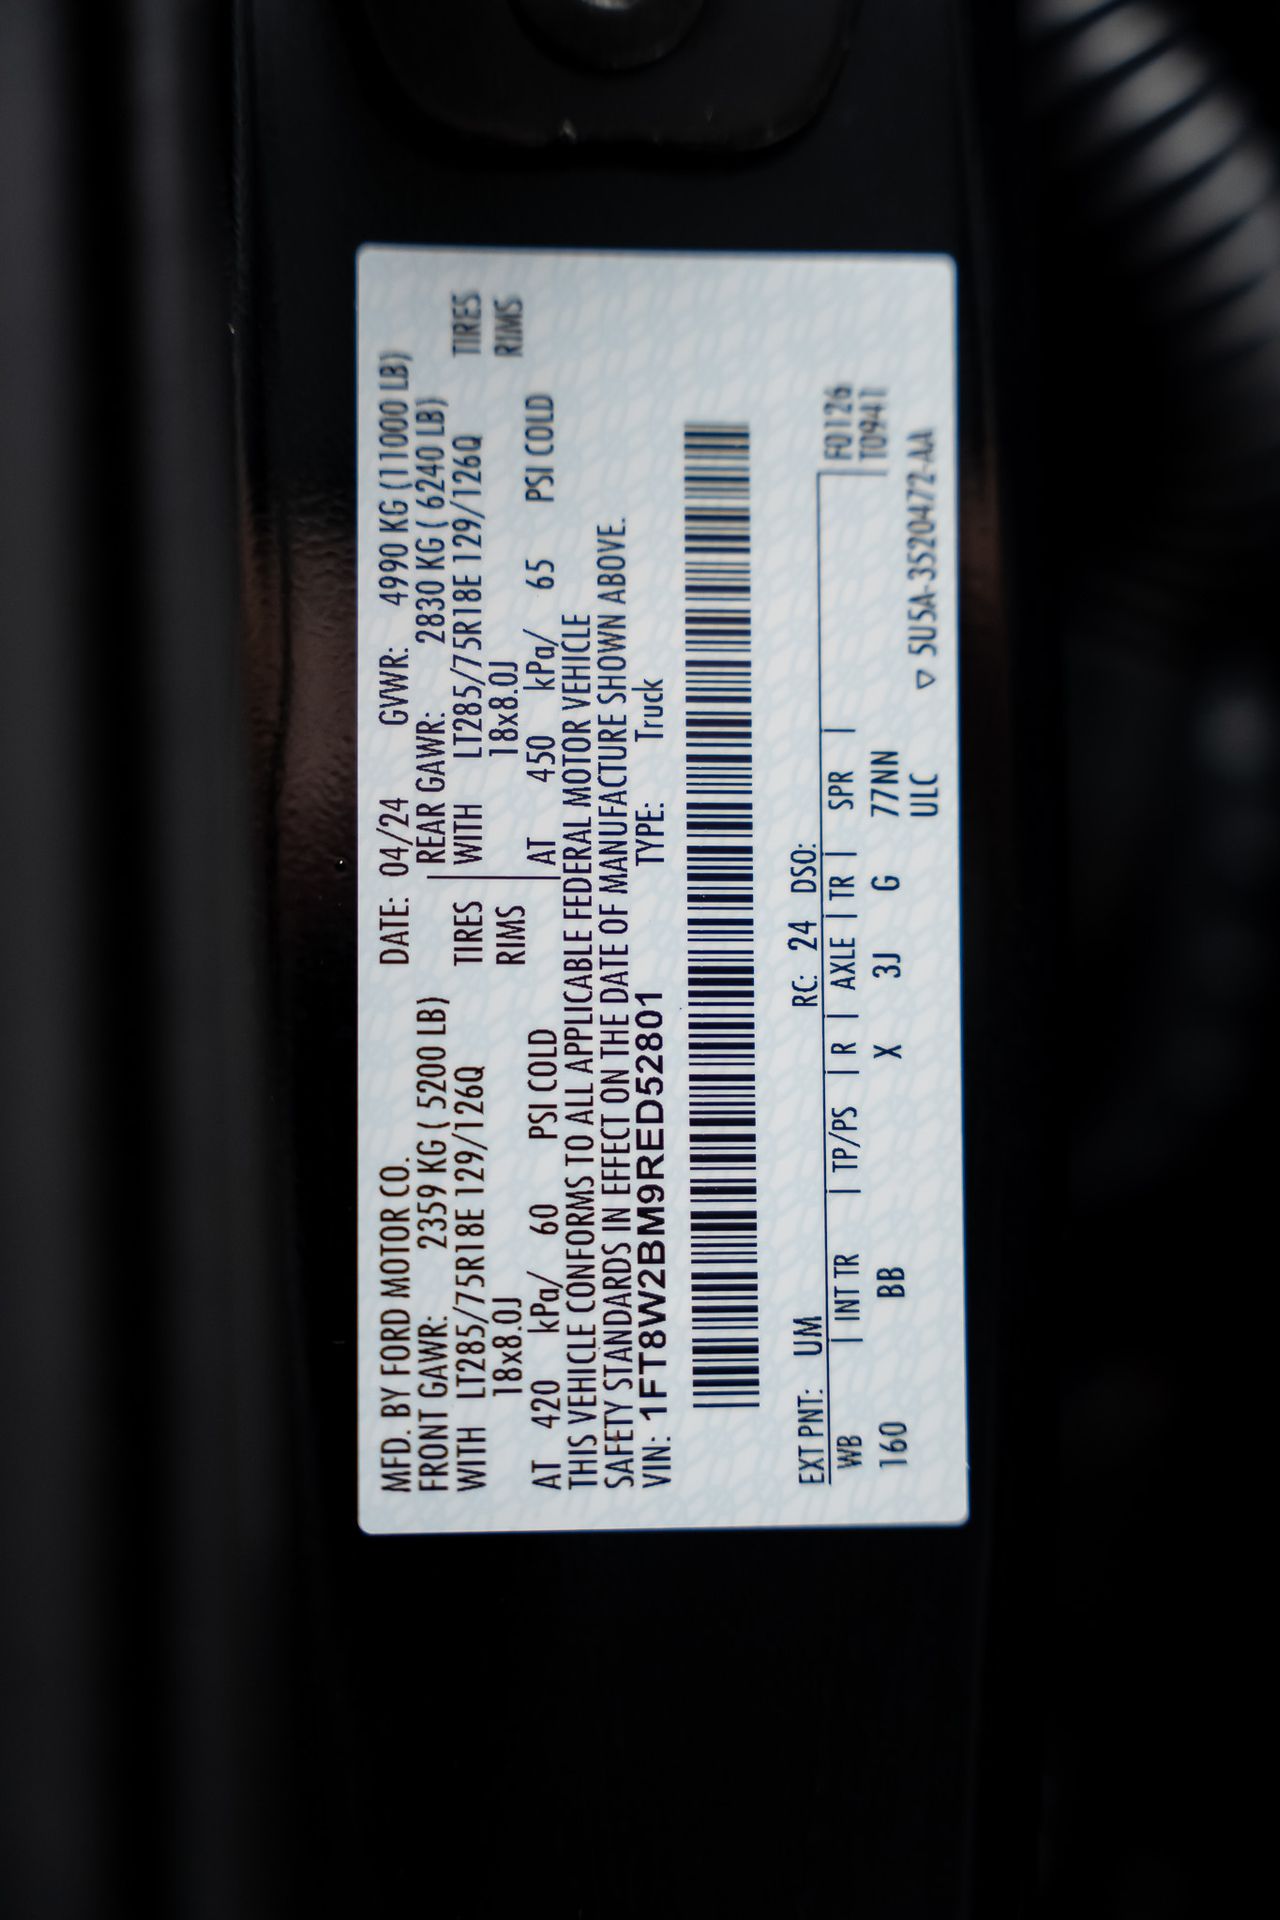 MFD. BY FORD MOTOR CO. DATE: 04/24 GVWR: 4990 KG (11000 LB)
FRONT GAWR: 2359 KG ( 5200 LB) REAR GAWR: 2830 KG ( 6240 LB)
WITH LT285/75R18E 129/126Q TIRES WITH LT285/75R18E 129/126Q TIRES
18x8.0J RIMS 18x8.0J RIMS
AT 420 kPa/ 60 PSI COLD AT 450 kPa/ 65 PSI COLD
THIS VEHICLE CONFORMS TO ALL APPLICABLE FEDERAL MOTOR VEHICLE
SAFETY STANDARDS IN EFFECT ON THE DATE OF MANUFACTURE SHOWN ABOVE.
VIN: 1FT8W2BM9RED52801 TYPE: Truck
EXT PNT: UM RC: 24 DSO:
WB | INT TR | TP/PS | R | AXLE | TR | SPR | F0126
160 BB X 3J G 77NN T0941
ULC ▽ 5U5A-3520472-AA